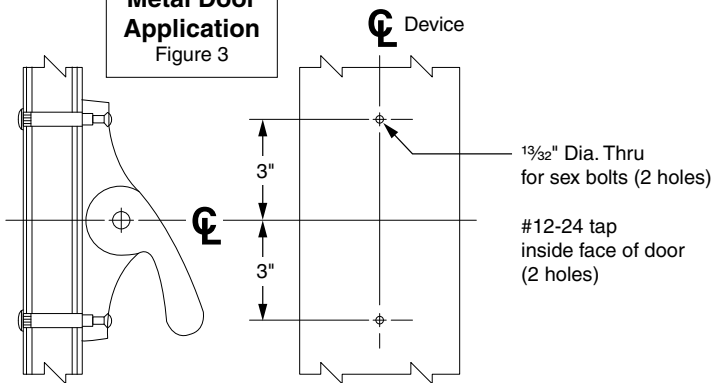 Metal Door
Application
Figure 3
℄ Device
3"
℄
3"
13⁄32" Dia. Thru
for sex bolts (2 holes)
#12-24 tap
inside face of door
(2 holes)